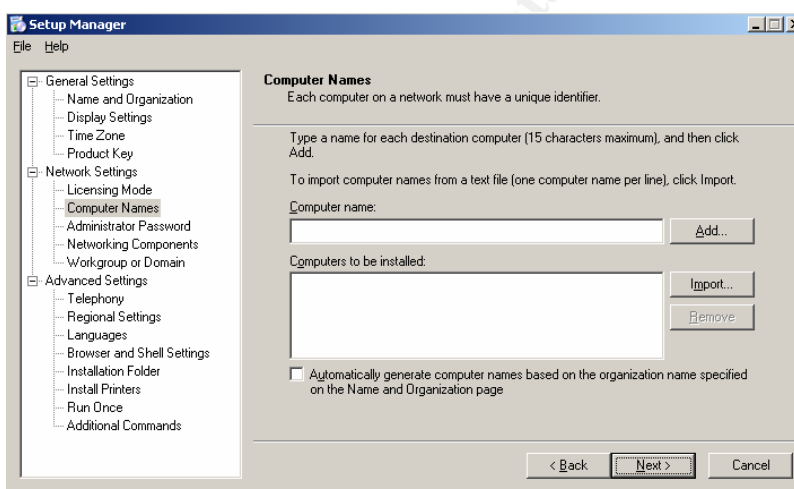 Setup Manager
File Help
General Settings
Name and Organization
Display Settings
Time Zone
Product Key
Network Settings
Licensing Mode
Computer Names
Administrator Password
Networking Components
Workgroup or Domain
Advanced Settings
Telephony
Regional Settings
Languages
Browser and Shell Settings
Installation Folder
Install Printers
Run Once
Additional Commands
Computer Names
Each computer on a network must have a unique identifier.
Type a name for each destination computer (15 characters maximum), and then click
Add.
To import computer names from a text file (one computer name per line), click Import.
Computer name:
Add...
Computers to be installed:
Import...
Remove
Automatically generate computer names based on the organization name specified
on the Name and Organization page
< Back Next > Cancel